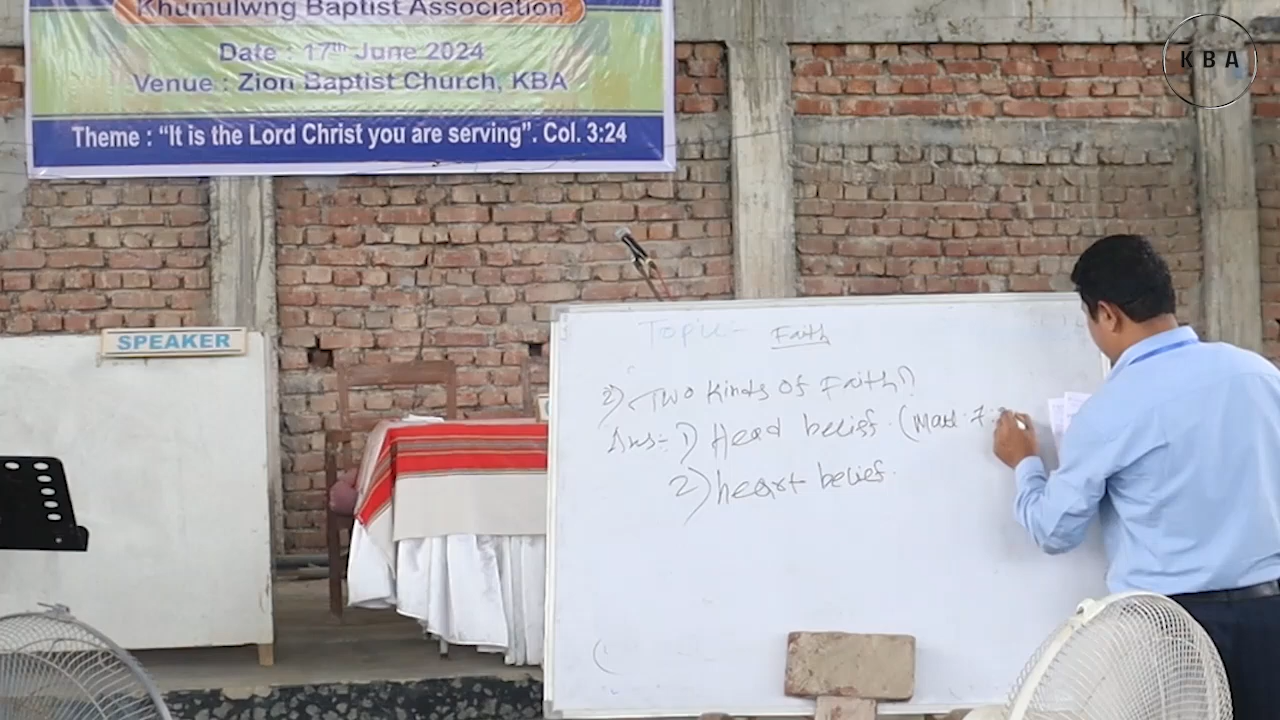 Khumulwng Baptist Association
Date : 17th June 2024
Venue : Zion Baptist Church, KBA
Theme : “It is the Lord Christ you are serving”. Col. 3:24
KBA
SPEAKER
Topic:- Faith
2). Two Kinds of Faith?
Ans:- 1) Head belief. (Matt. 7:
2) heart belief.